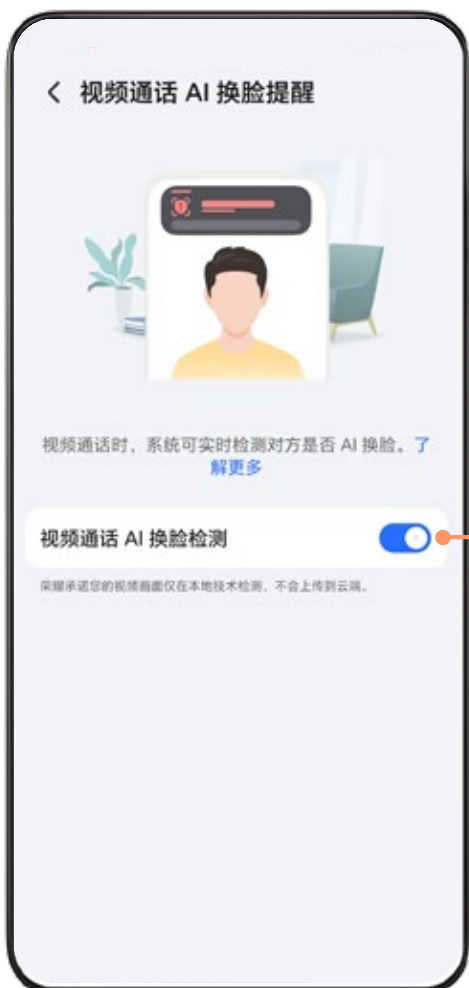 视频通话 AI 换脸提醒
视频通话时，系统可实时检测对方是否 AI 换脸。了
解更多
视频通话 AI 换脸检测
荣耀承诺您的视频画面仅在本地技术检测，不会上传到云端。